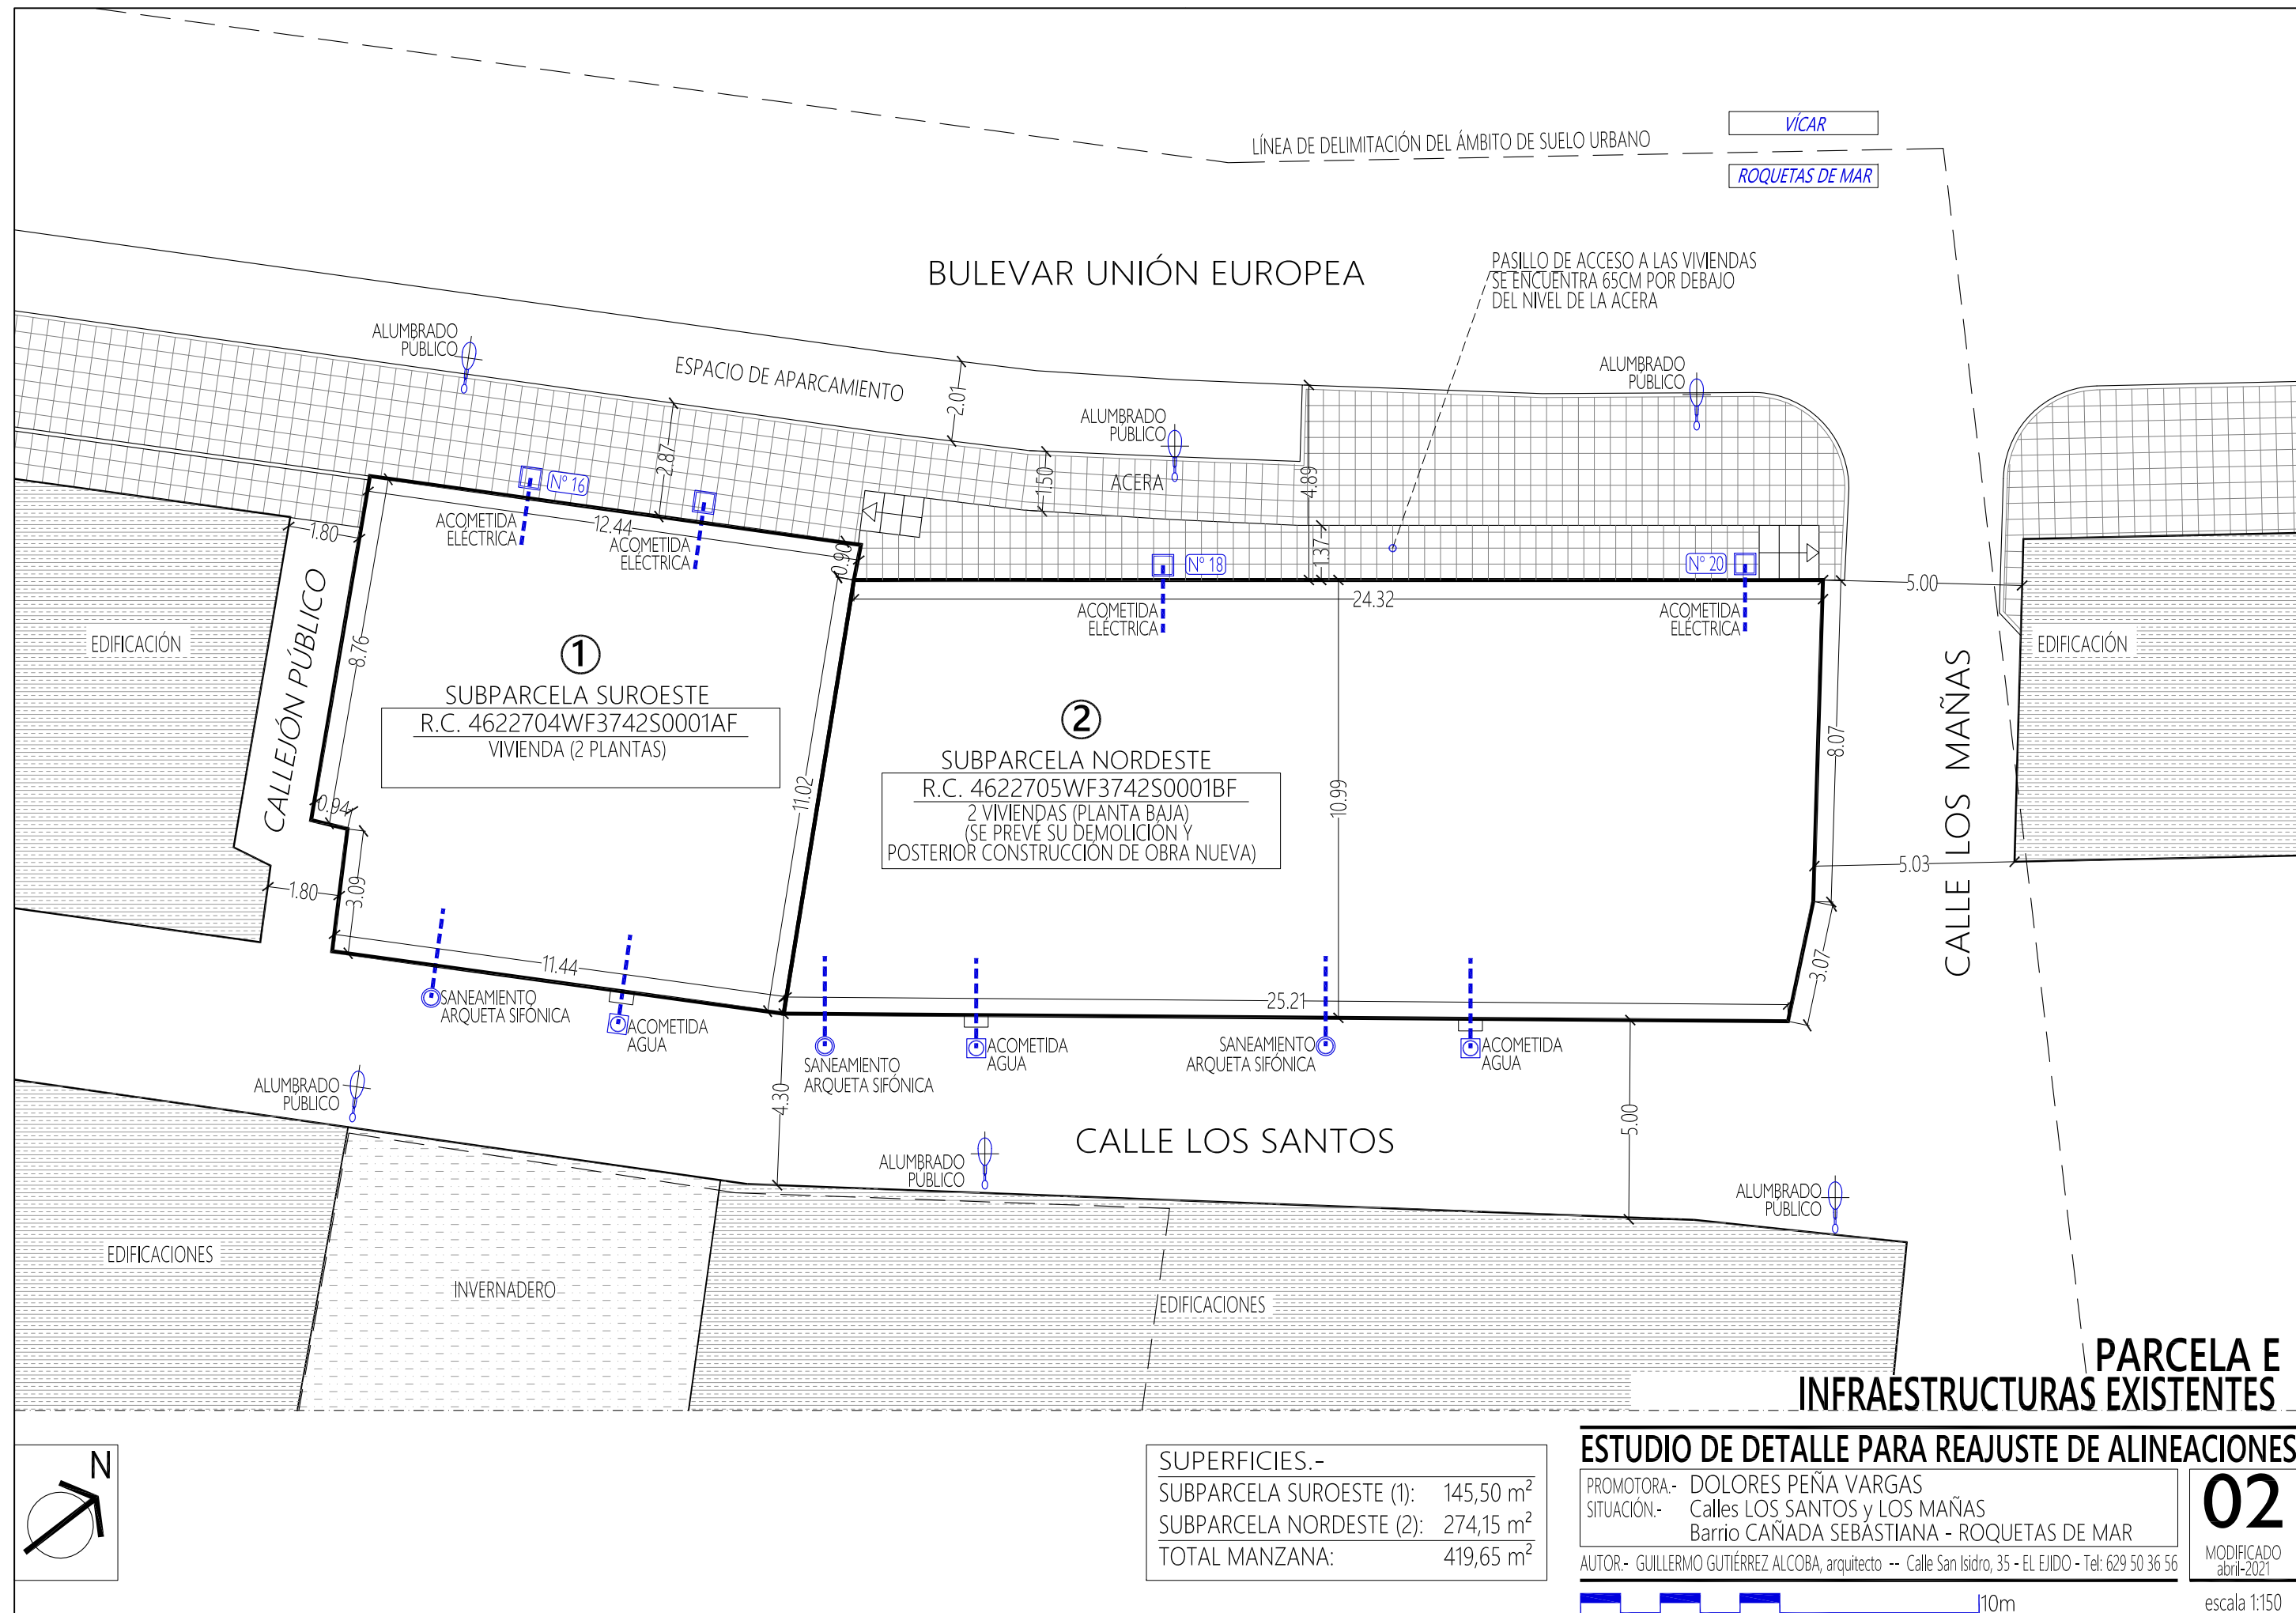 LÍNEA DE DELIMITACIÓN DEL ÁMBITO DE SUELO URBANO
VÍCAR
ROQUETAS DE MAR
BULEVAR UNIÓN EUROPEA
PASILLO DE ACCESO A LAS VIVIENDAS
SE ENCUENTRA 65CM POR DEBAJO
DEL NIVEL DE LA ACERA
ALUMBRADO
PÚBLICO
ESPACIO DE APARCAMIENTO
2.01
ALUMBRADO
PÚBLICO
ALUMBRADO
PÚBLICO
2.87
1.50
ACERA
4.89
Nº 16
ACOMETIDA
ELÉCTRICA
12.44
ACOMETIDA
ELÉCTRICA
1.80
0.90
1.37
Nº 18
Nº 20
24.32
5.00
ACOMETIDA
ELÉCTRICA
ACOMETIDA
ELÉCTRICA
EDIFICACIÓN
CALLEJÓN PÚBLICO
8.76
1
SUBPARCELA SUROESTE
R.C. 4622704WF3742S0001AF
VIVIENDA (2 PLANTAS)
11.02
2
SUBPARCELA NORDESTE
R.C. 4622705WF3742S0001BF
2 VIVIENDAS (PLANTA BAJA)
(SE PREVÉ SU DEMOLICIÓN Y
POSTERIOR CONSTRUCCIÓN DE OBRA NUEVA)
10.99
8.07
CALLE LOS MAÑAS
EDIFICACIÓN
5.03
0.94
1.80
3.09
3.07
11.44
25.21
SANEAMIENTO
ARQUETA SIFÓNICA
ACOMETIDA
AGUA
SANEAMIENTO
ARQUETA SIFÓNICA
ACOMETIDA
AGUA
SANEAMIENTO
ARQUETA SIFÓNICA
ACOMETIDA
AGUA
ALUMBRADO
PÚBLICO
4.30
5.00
CALLE LOS SANTOS
ALUMBRADO
PÚBLICO
ALUMBRADO
PÚBLICO
EDIFICACIONES
INVERNADERO
EDIFICACIONES
PARCELA E
INFRAESTRUCTURAS EXISTENTES
N
SUPERFICIES.-
SUBPARCELA SUROESTE (1): 145,50 m²
SUBPARCELA NORDESTE (2): 274,15 m²
TOTAL MANZANA: 419,65 m²
ESTUDIO DE DETALLE PARA REAJUSTE DE ALINEACIONES
PROMOTORA.- DOLORES PEÑA VARGAS
SITUACIÓN.- Calles LOS SANTOS y LOS MAÑAS
Barrio CAÑADA SEBASTIANA - ROQUETAS DE MAR
AUTOR.- GUILLERMO GUTIÉRREZ ALCOBA, arquitecto -- Calle San Isidro, 35 - EL EJIDO - Tel: 629 50 36 56
02
MODIFICADO
abril-2021
10m
escala 1:150